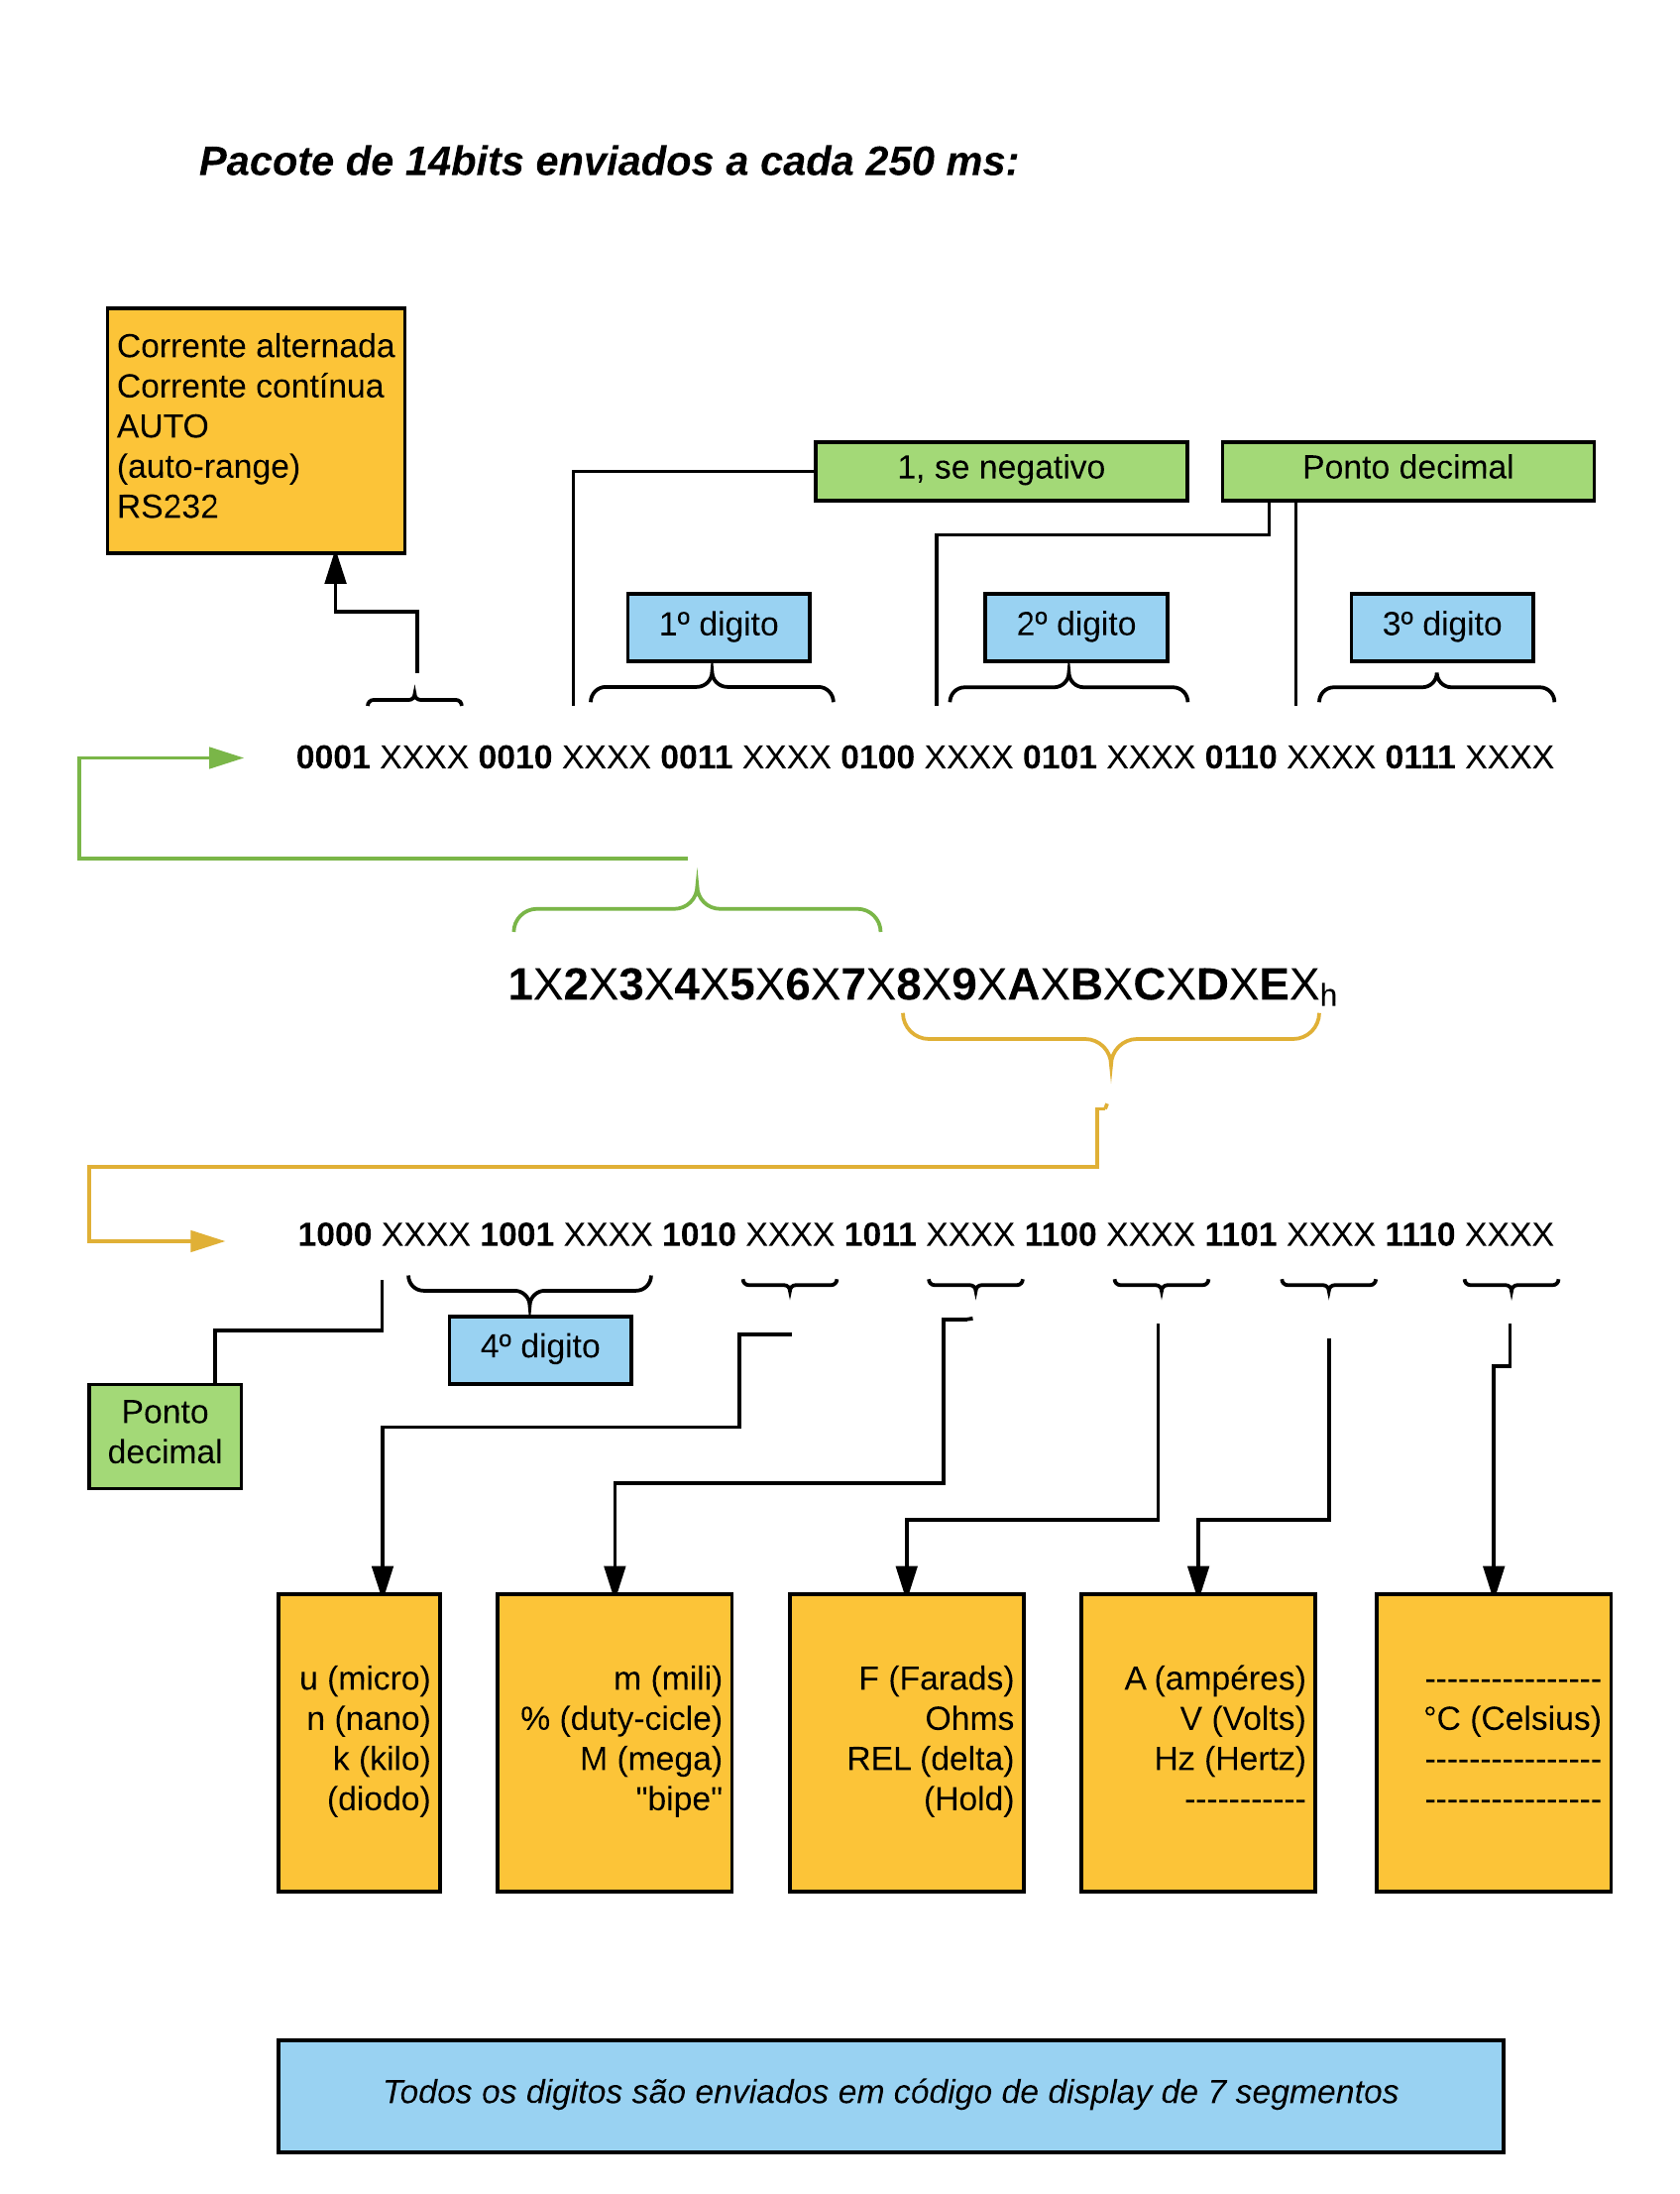 Pacote de 14bits enviados a cada 250 ms:
Corrente alternada
Corrente contínua
AUTO
(auto-range)
RS232
1, se negativo
Ponto decimal
1º digito
2º digito
3º digito
0001 XXXX 0010 XXXX 0011 XXXX 0100 XXXX 0101 XXXX 0110 XXXX 0111 XXXX
1X2X3X4X5X6X7X8X9XAXBXCXDXEXh
1000 XXXX 1001 XXXX 1010 XXXX 1011 XXXX 1100 XXXX 1101 XXXX 1110 XXXX
4º digito
Ponto
decimal
u (micro)
n (nano)
k (kilo)
(diodo)
m (mili)
% (duty-cicle)
M (mega)
"bipe"
F (Farads)
Ohms
REL (delta)
(Hold)
A (ampéres)
V (Volts)
Hz (Hertz)
-----------
----------------
°C (Celsius)
----------------
----------------
Todos os digitos são enviados em código de display de 7 segmentos